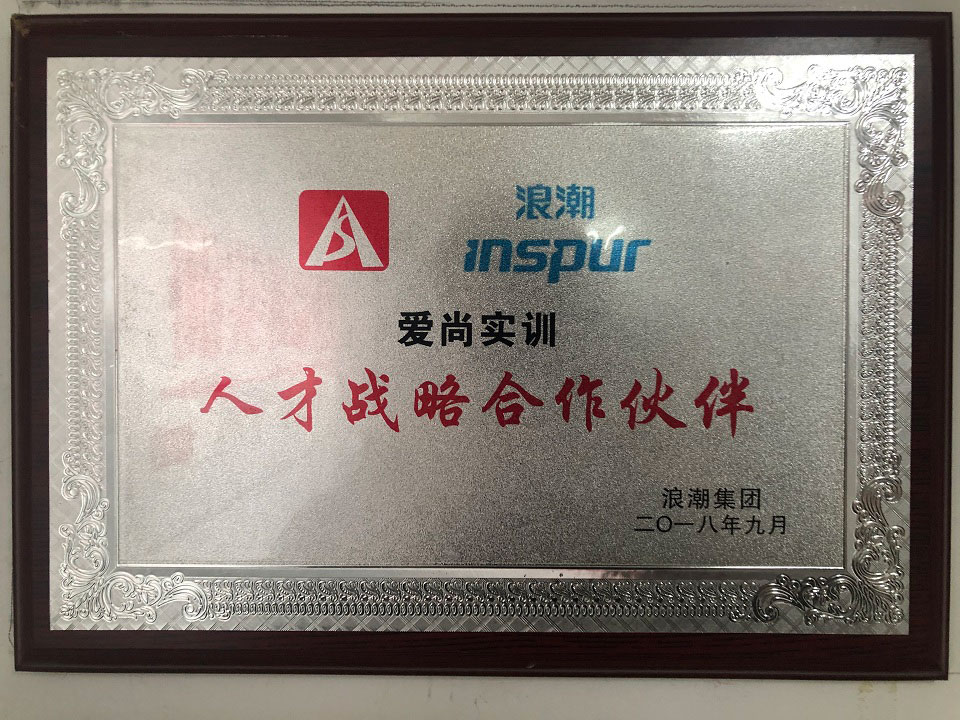 浪潮
inspur
爱尚实训
人才战略合作伙伴
浪潮集团
二〇一八年九月